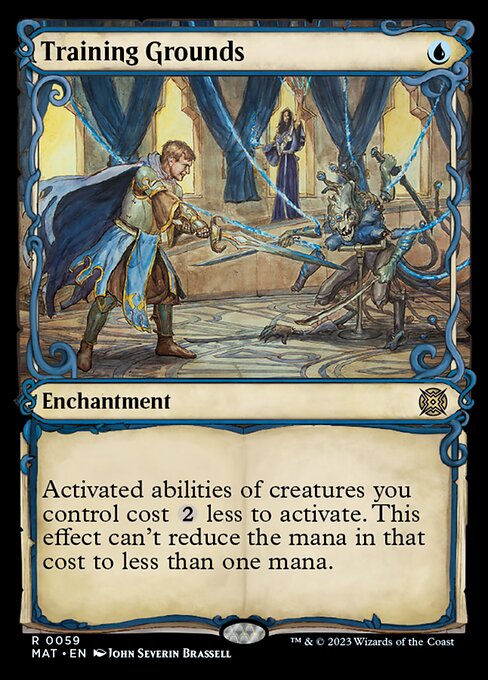 Training Grounds
Enchantment
Activated abilities of creatures you
control cost 2 less to activate. This
effect can't reduce the mana in that
cost to less than one mana.
R 0059
MAT • EN John Severin Brassell
™ & © 2023 Wizards of the Coast